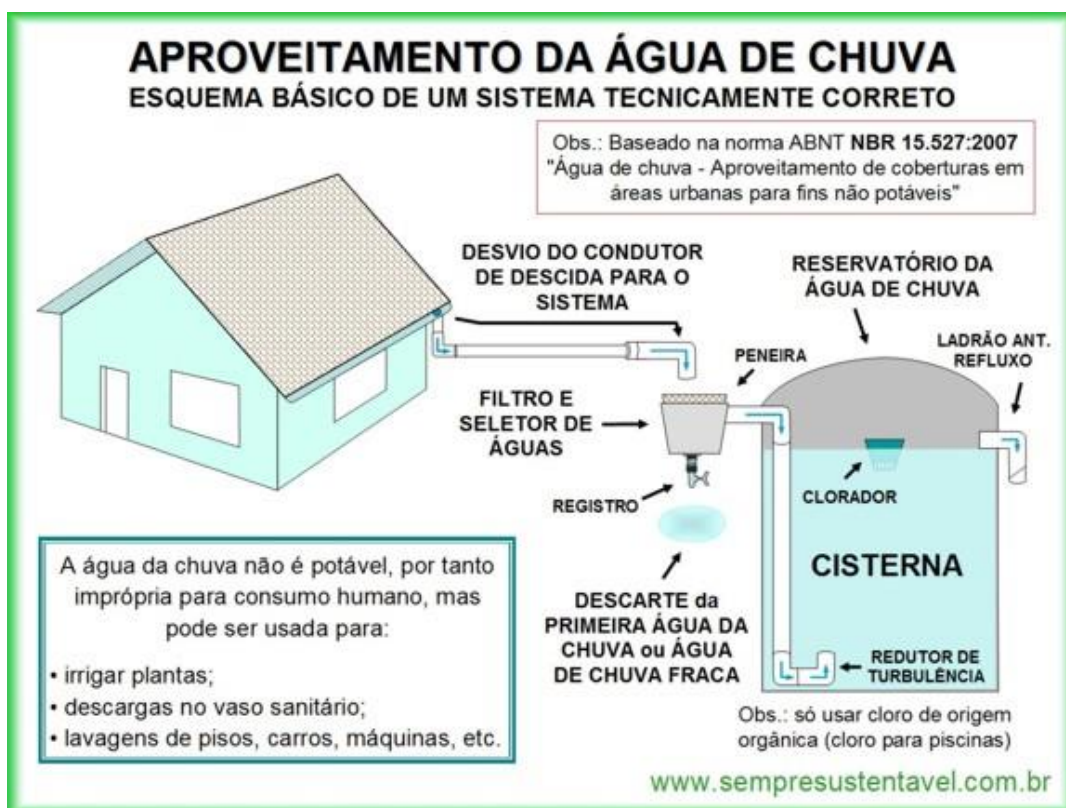 APROVEITAMENTO DA ÁGUA DE CHUVA
ESQUEMA BÁSICO DE UM SISTEMA TECNICAMENTE CORRETO
Obs.: Baseado na norma ABNT NBR 15.527:2007
"Água de chuva - Aproveitamento de coberturas em
áreas urbanas para fins não potáveis"
DESVIO DO CONDUTOR
DE DESCIDA PARA O
SISTEMA
RESERVATÓRIO DA
ÁGUA DE CHUVA
LADRÃO ANT.
REFLUXO
PENEIRA
FILTRO E
SELETOR DE
ÁGUAS
REGISTRO
CLORADOR
CISTERNA
DESCARTE da
PRIMEIRA ÁGUA DA
CHUVA ou ÁGUA
DE CHUVA FRACA
REDUTOR DE
TURBULÊNCIA
A água da chuva não é potável, por tanto
imprópria para consumo humano, mas
pode ser usada para:
• irrigar plantas;
• descargas no vaso sanitário;
• lavagens de pisos, carros, máquinas, etc.
Obs.: só usar cloro de origem
orgânica (cloro para piscinas)
www.sempresustentavel.com.br